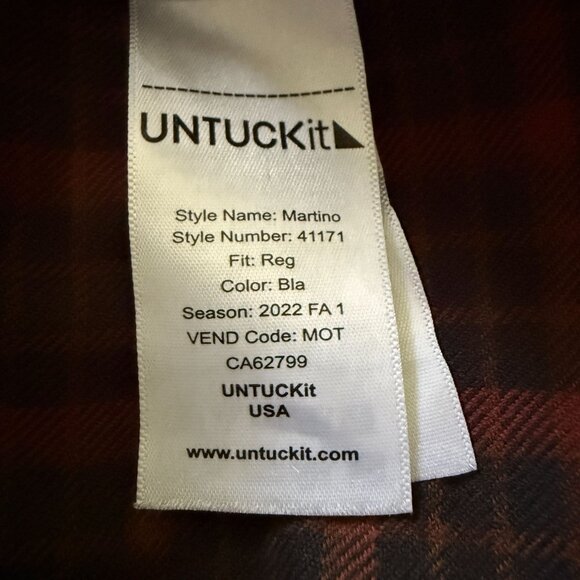 UNTUCKit
Style Name: Martino
Style Number: 41171
Fit: Reg
Color: Bla
Season: 2022 FA 1
VEND Code: MOT
CA62799
UNTUCKit
USA
www.untuckit.com